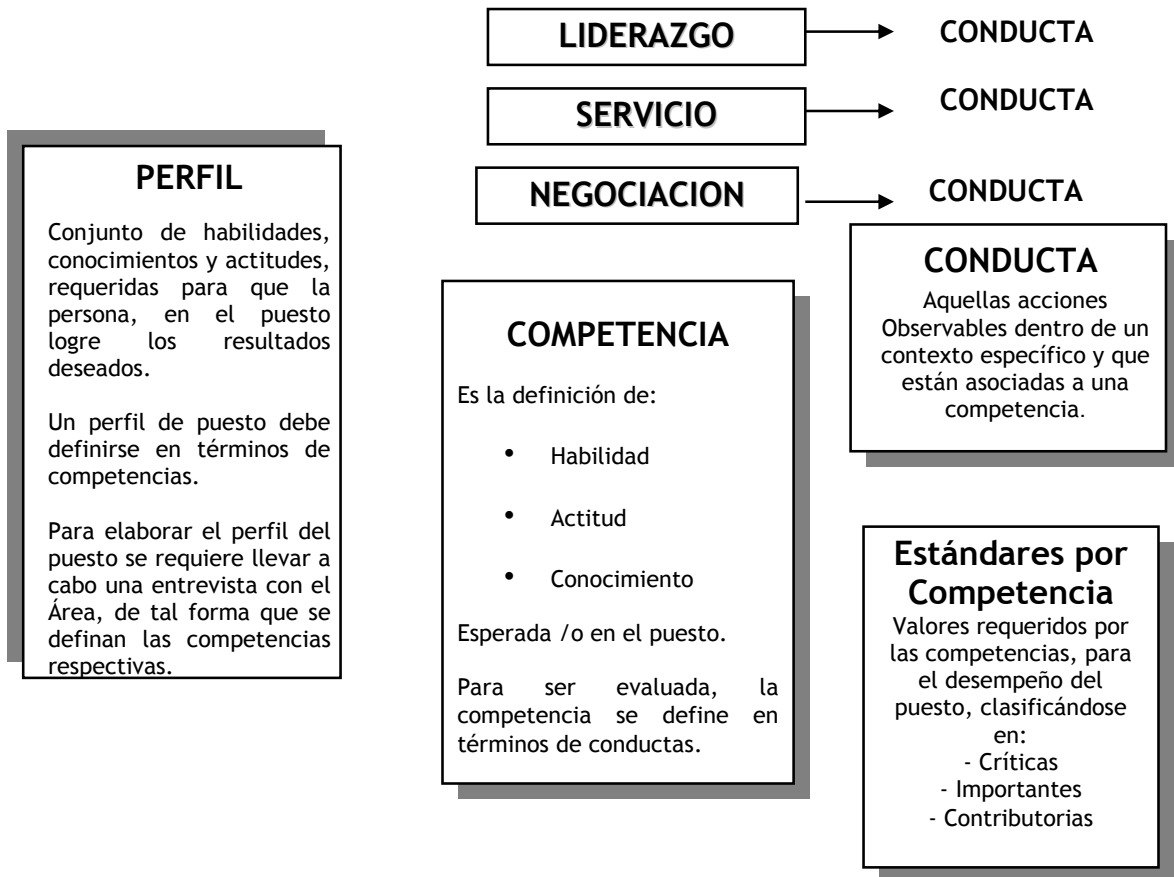 LIDERAZGO
CONDUCTA
SERVICIO
CONDUCTA
NEGOCIACION
CONDUCTA
PERFIL
Conjunto de habilidades,
conocimientos y actitudes,
requeridas para que la
persona, en el puesto
logre los resultados
deseados.
Un perfil de puesto debe
definirse en términos de
competencias.
Para elaborar el perfil del
puesto se requiere llevar a
cabo una entrevista con el
Área, de tal forma que se
definan las competencias
respectivas.
COMPETENCIA
Es la definición de:
• Habilidad
• Actitud
• Conocimiento
Esperada /o en el puesto.
Para ser evaluada, la
competencia se define en
términos de conductas.
CONDUCTA
Aquellas acciones
Observables dentro de un
contexto específico y que
están asociadas a una
competencia.
Estándares por
Competencia
Valores requeridos por
las competencias, para
el desempeño del
puesto, clasificándose
en:
- Críticas
- Importantes
- Contributorias